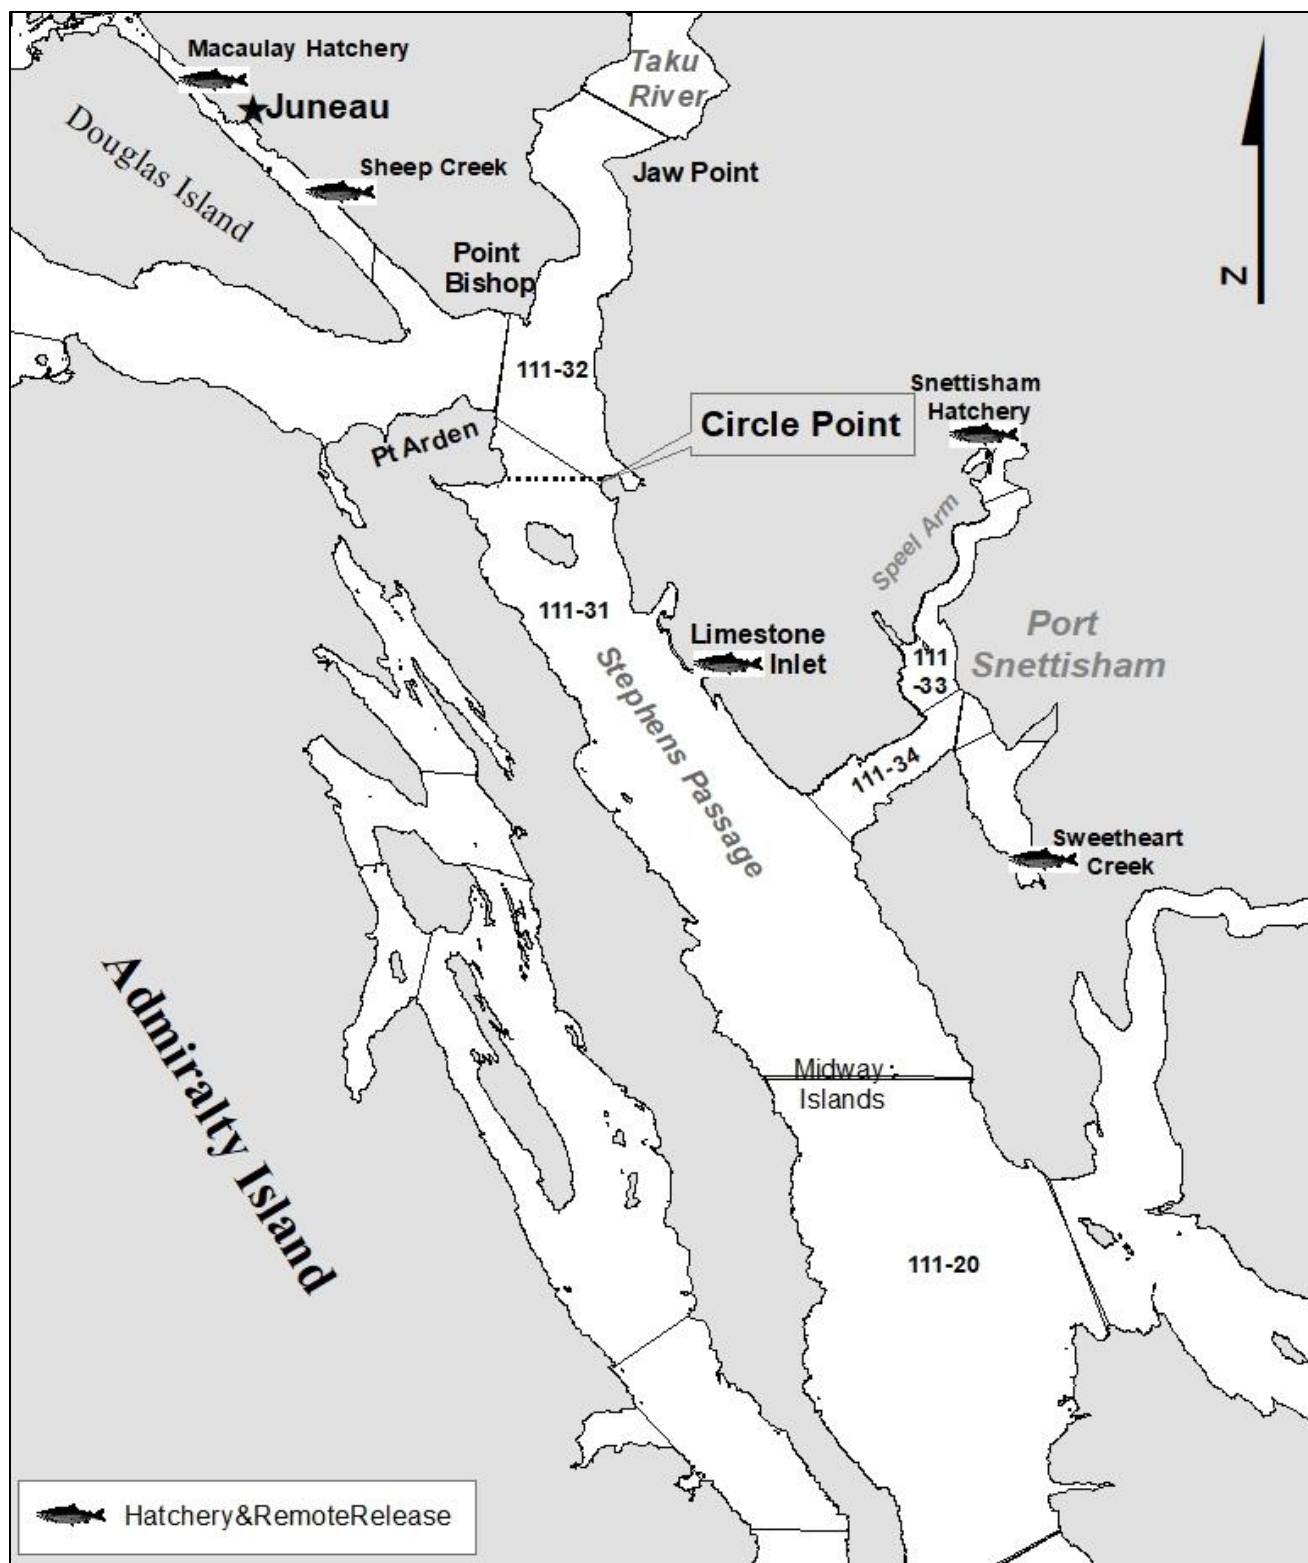 Macaulay Hatchery
Taku
River
Juneau
Douglas Island
Sheep Creek
Jaw Point
Point
Bishop
N
111-32
Snettisham
Hatchery
Circle Point
Pt Arden
Speel Arm
111-31
Port
Snettisham
Limestone
Inlet
111
-33
Stephens Passage
111-34
Sweetheart
Creek
Admiralty Island
Midway
Islands
111-20
Hatchery&RemoteRelease